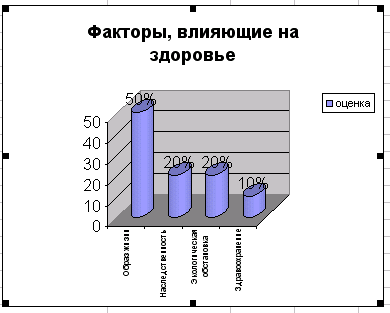 Факторы, влияющие на
здоровье
50%
20%
20%
10%
50
40
30
20
10
0
Образ жизни
Наследственность
Экологическая
обстановка
Здравоохранение
оценка